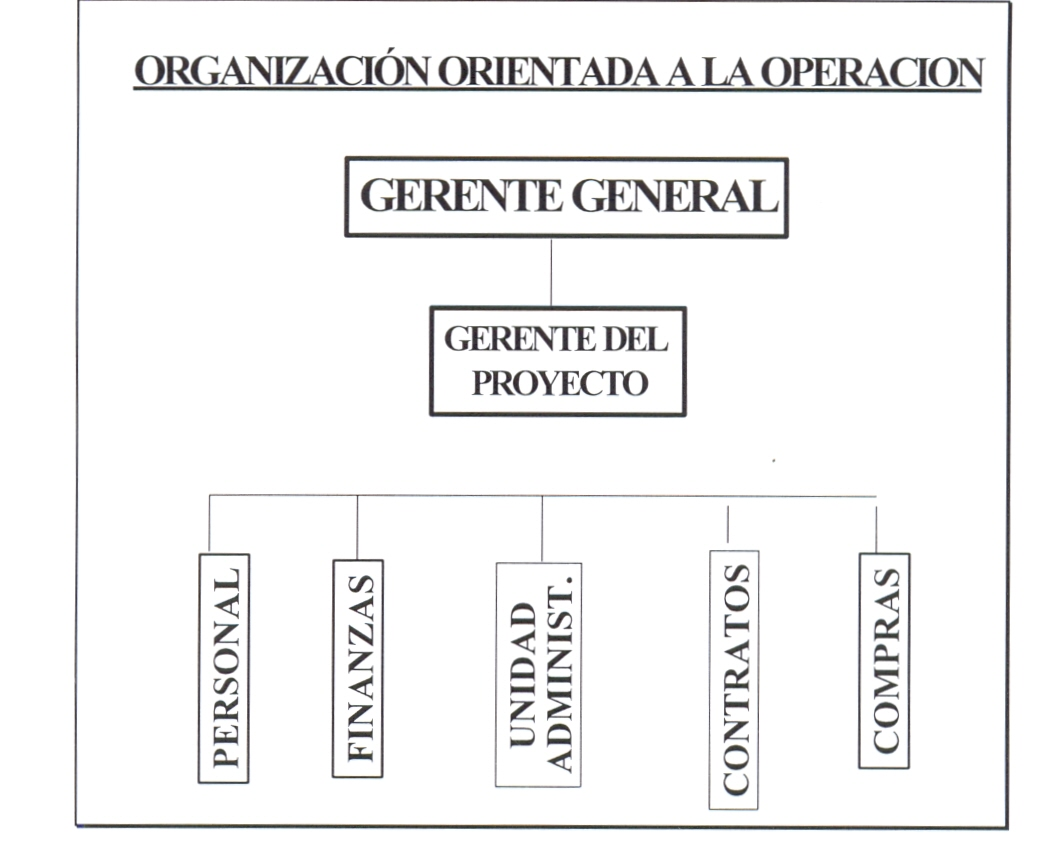 ORGANIZACIÓN ORIENTADA A LA OPERACION
GERENTE GENERAL
GERENTE DEL
PROYECTO
PERSONAL
FINANZAS
UNIDAD
ADMINIST.
CONTRATOS
COMPRAS